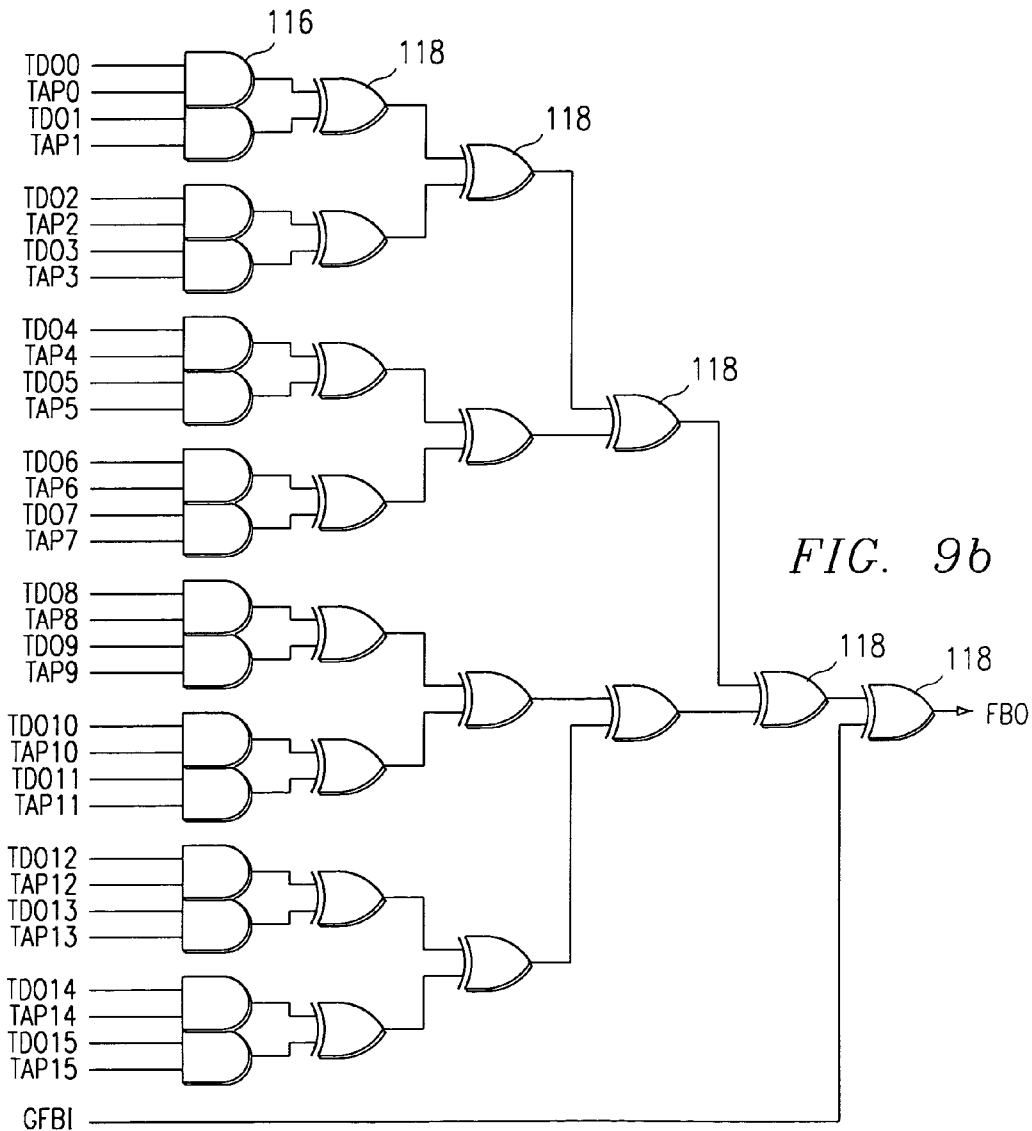 116
118
TDO0
TAP0
TDO1
TAP1
118
TDO2
TAP2
TDO3
TAP3
TDO4
TAP4
TDO5
TAP5
118
TDO6
TAP6
TDO7
TAP7
FIG. 9b
TDO8
TAP8
TDO9
TAP9
118
118
FBO
TDO10
TAP10
TDO11
TAP11
TDO12
TAP12
TDO13
TAP13
TDO14
TAP14
TDO15
TAP15
GFBI